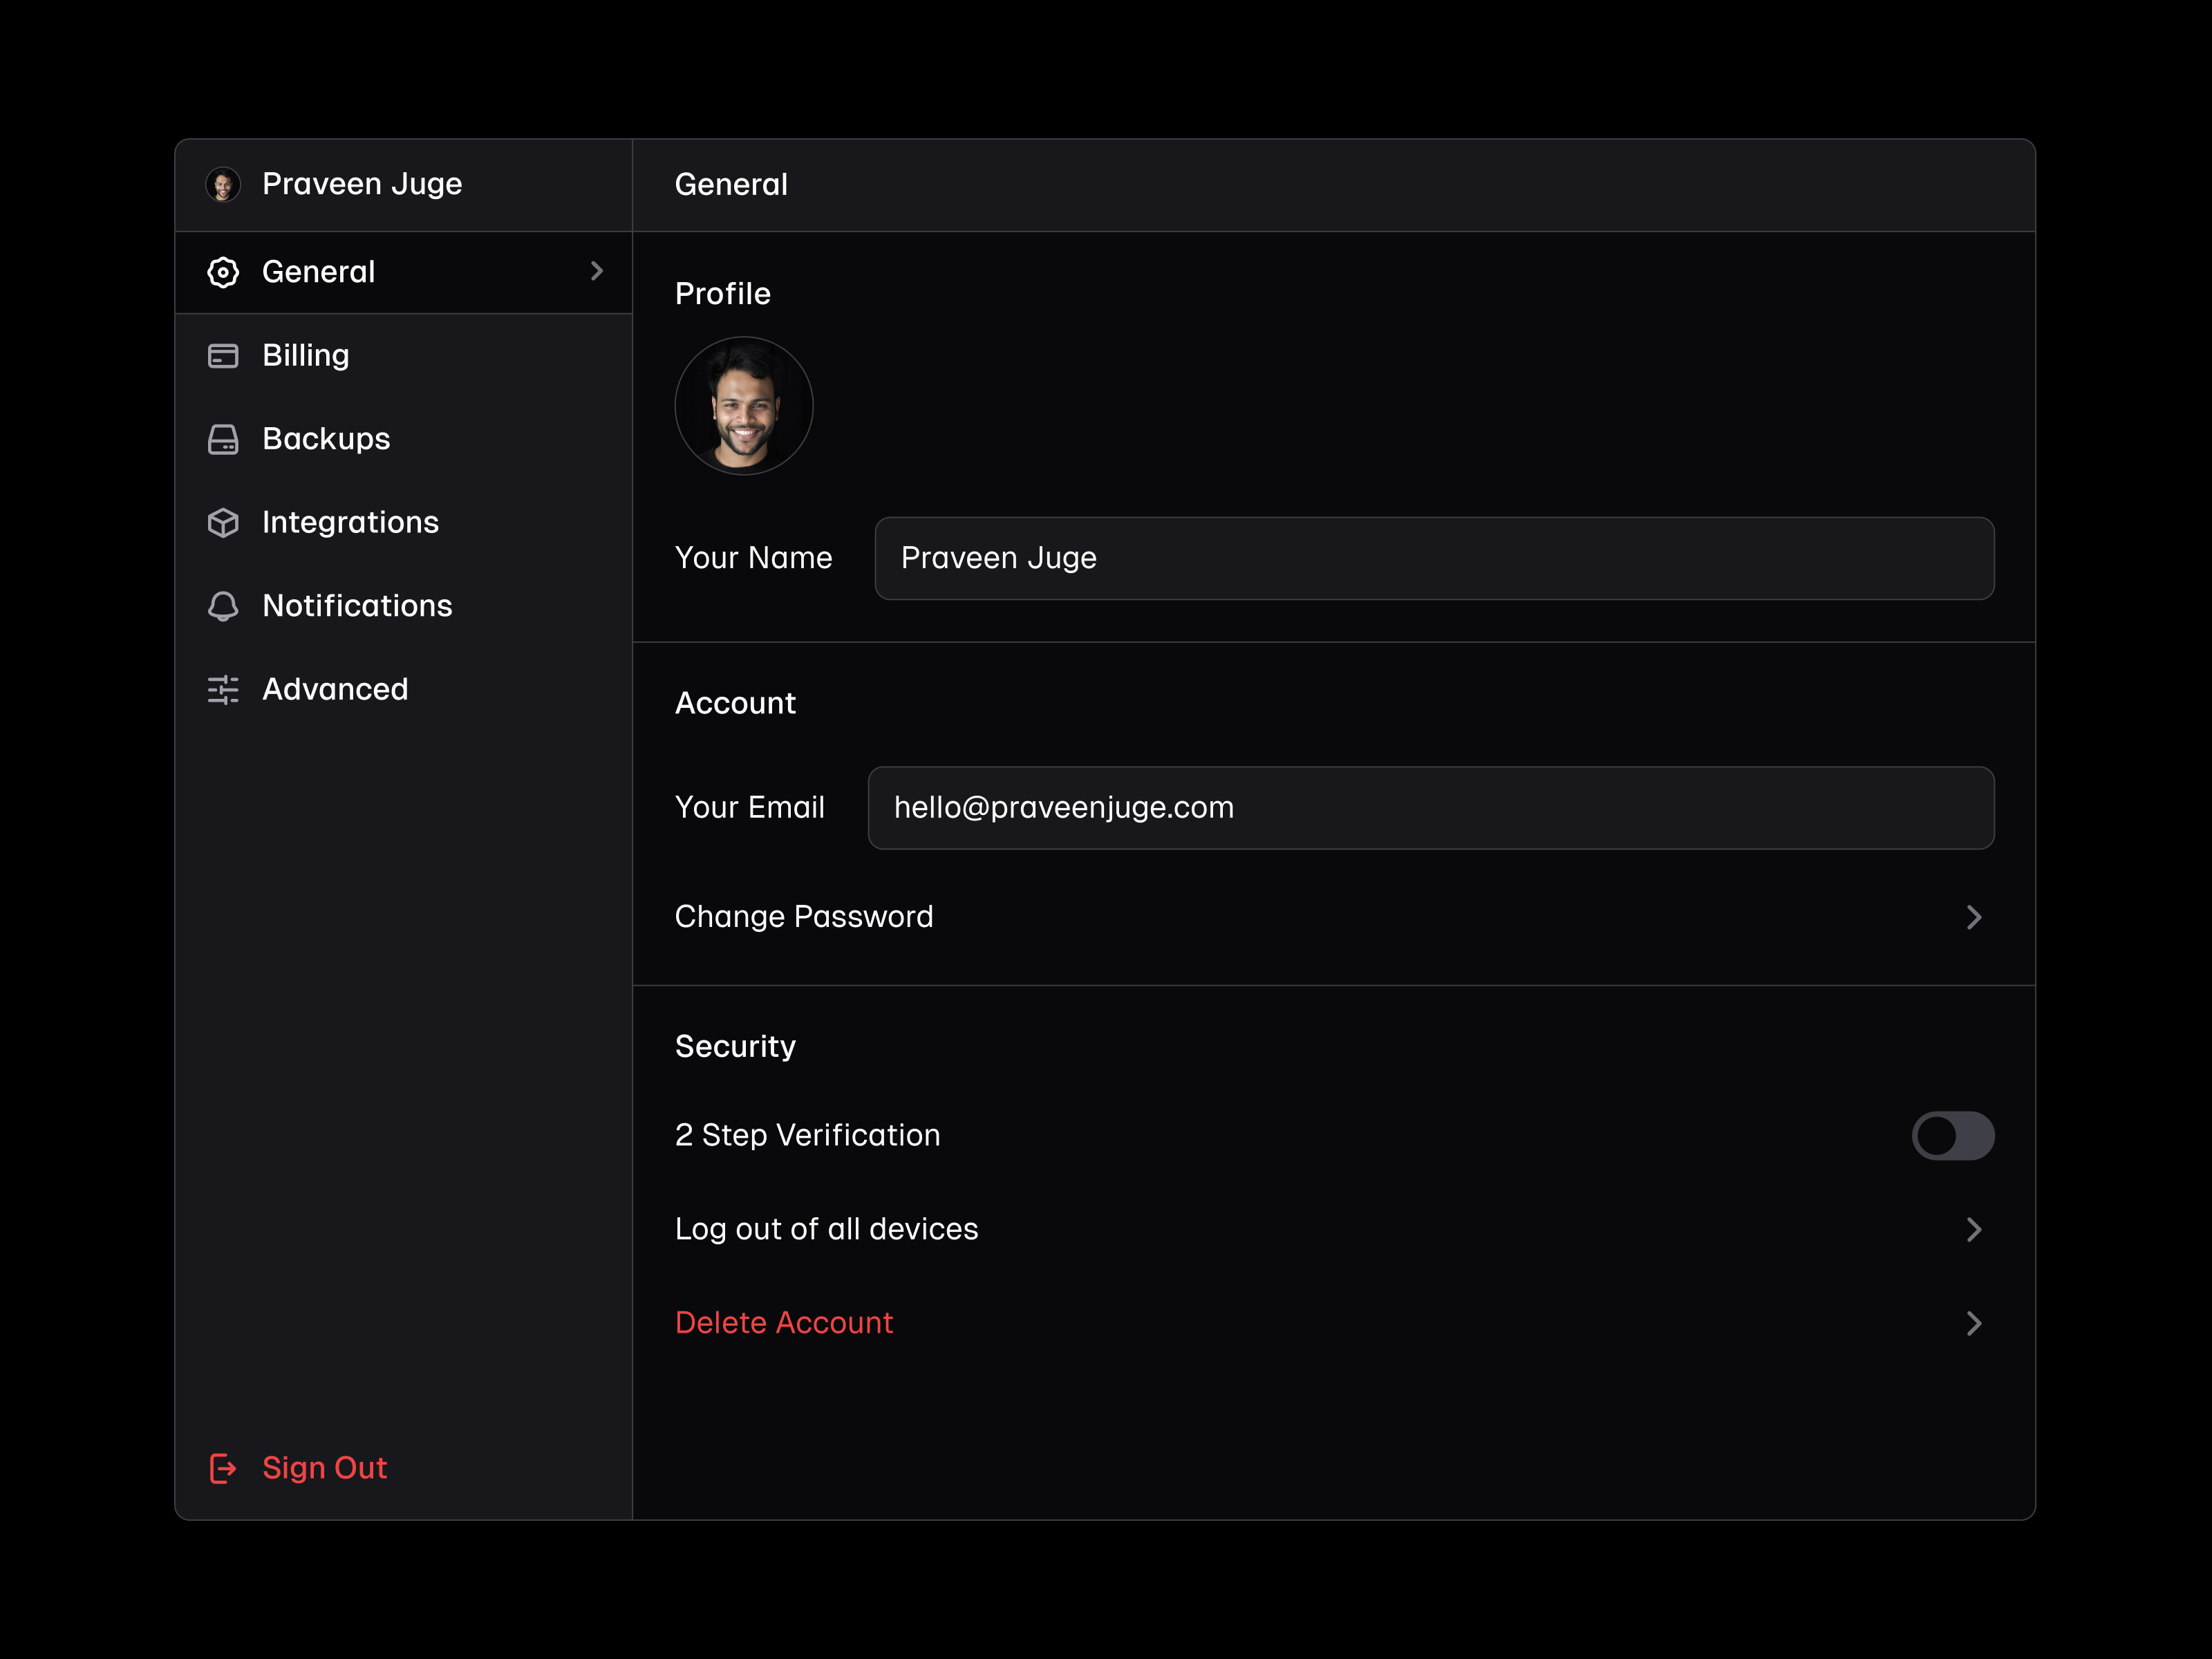 Praveen Juge
General
Billing
Backups
Integrations
Notifications
Advanced
Sign Out
General
Profile
Your Name
Praveen Juge
Account
Your Email
hello@praveenjuge.com
Change Password
Security
2 Step Verification
Log out of all devices
Delete Account